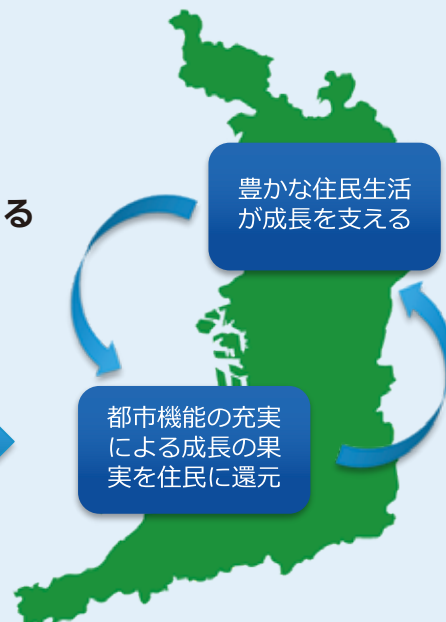 る
豊かな住民生活
が成長を支える
都市機能の充実
による成長の果
実を住民に還元